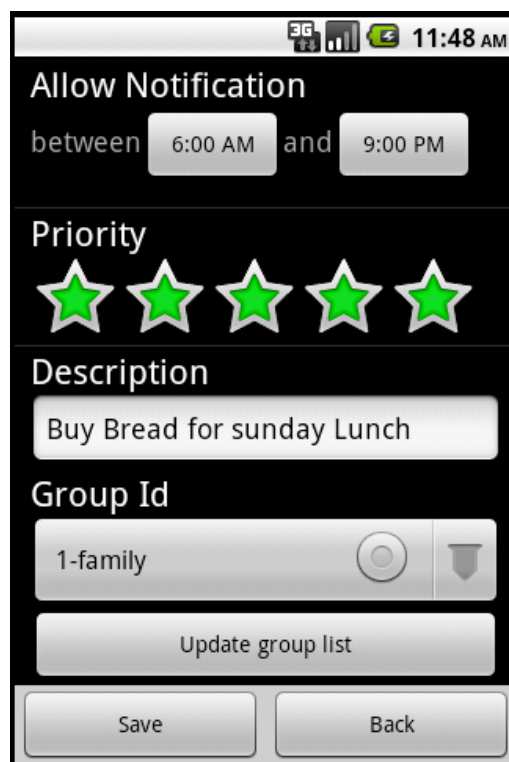 3G 11:48 AM
Allow Notification
between 6:00 AM and 9:00 PM
Priority
Description
Buy Bread for sunday Lunch
Group Id
1-family
Update group list
Save Back